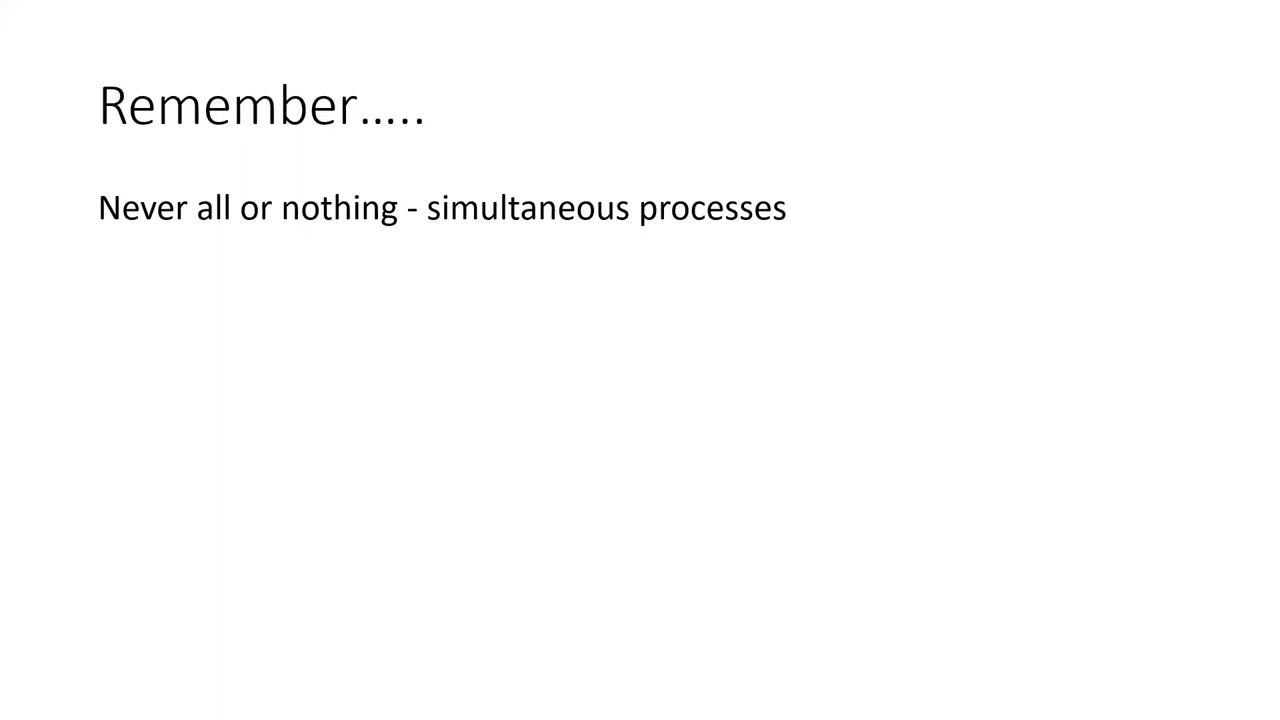 Remember.....
Never all or nothing - simultaneous processes